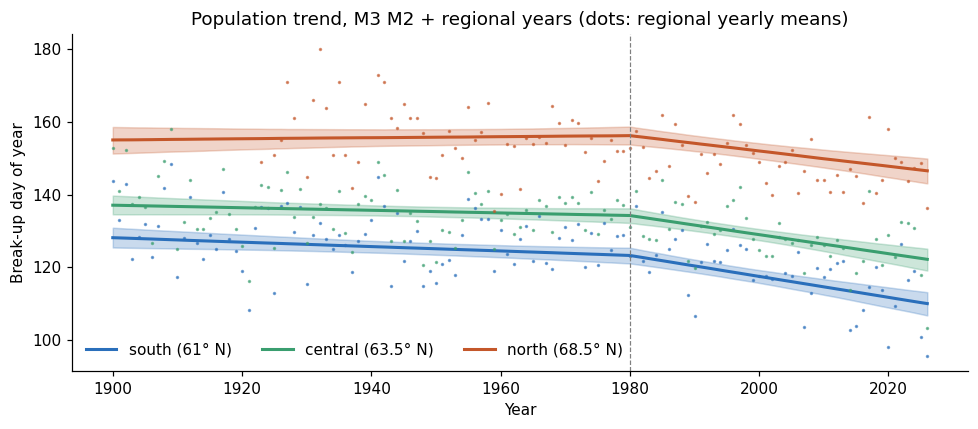 Population trend, M3 M2 + regional years (dots: regional yearly means)
Break-up day of year
180
160
140
120
100
south (61° N)
central (63.5° N)
north (68.5° N)
1900
1920
1940
1960
1980
2000
2020
Year